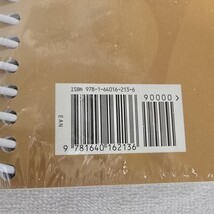 ISBN 978-1-64016-213-6
90000>
EAN
9 781640 162136